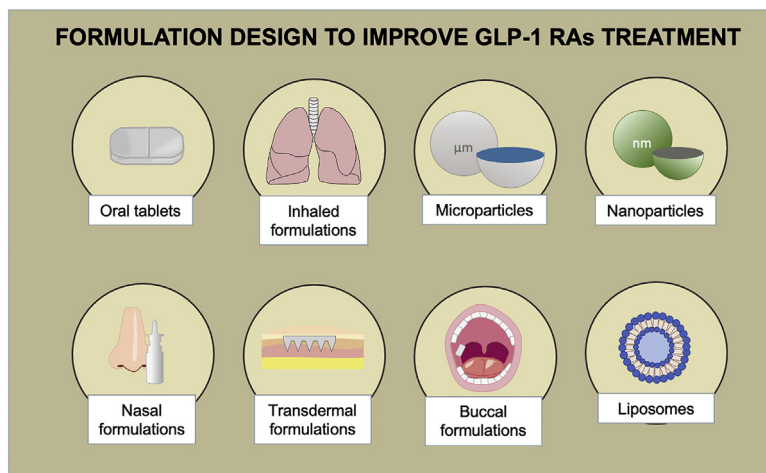 FORMULATION DESIGN TO IMPROVE GLP-1 RAs TREATMENT
µm
nm
Oral tablets
Inhaled
formulations
Microparticles
Nanoparticles
Nasal
formulations
Transdermal
formulations
Buccal
formulations
Liposomes